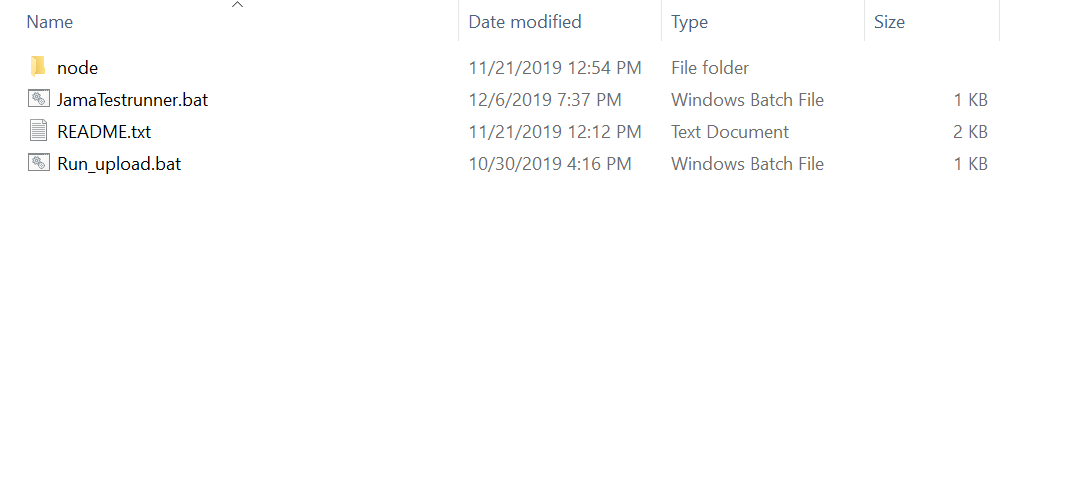 Name Date modified Type Size
node 11/21/2019 12:54 PM File folder
JamaTestrunner.bat 12/6/2019 7:37 PM Windows Batch File 1 KB
README.txt 11/21/2019 12:12 PM Text Document 2 KB
Run_upload.bat 10/30/2019 4:16 PM Windows Batch File 1 KB